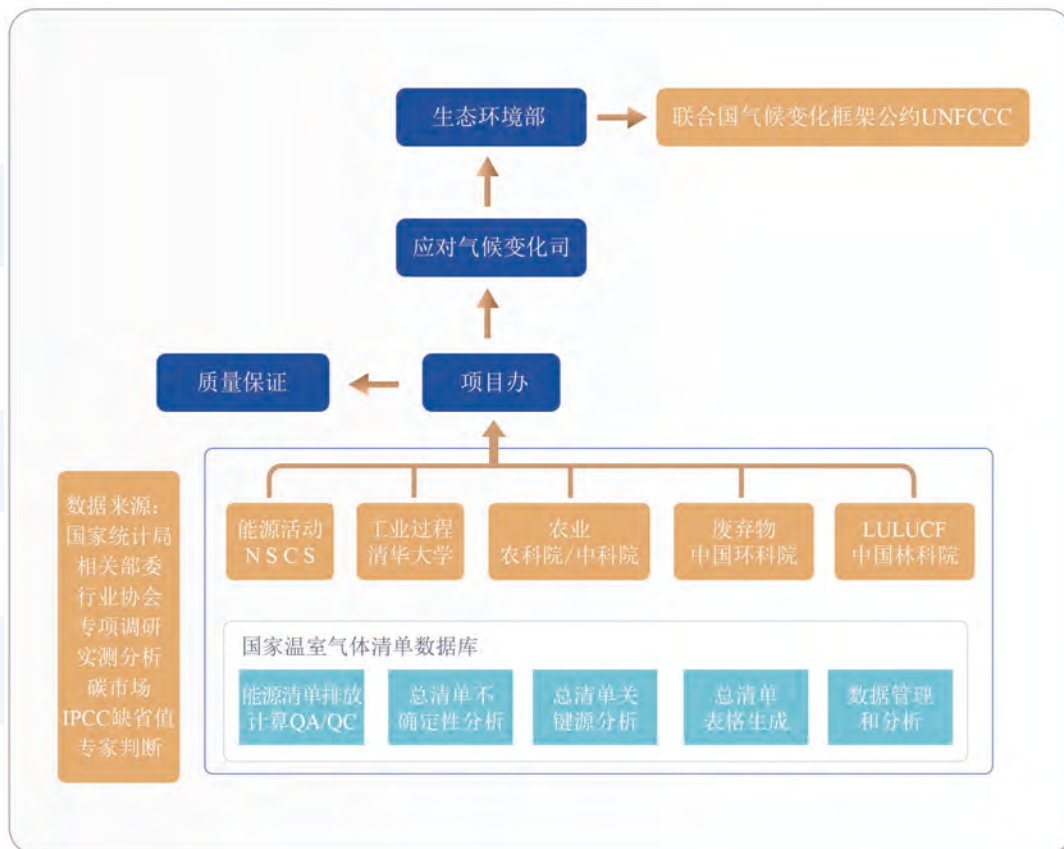 生态环境部
联合国气候变化框架公约UNFCCC
应对气候变化司
质量保证
项目办
数据来源:
国家统计局
相关部委
行业协会
专项调研
实测分析
碳市场
IPCC缺省值
专家判断
能源活动
NSCS
工业过程
清华大学
农业
农科院/中科院
废弃物
中国环科院
LULUCF
中国林科院
国家温室气体清单数据库
能源清单排放
计算QA/QC
总清单不
确定性分析
总清单关
键源分析
总清单
表格生成
数据管理
和分析